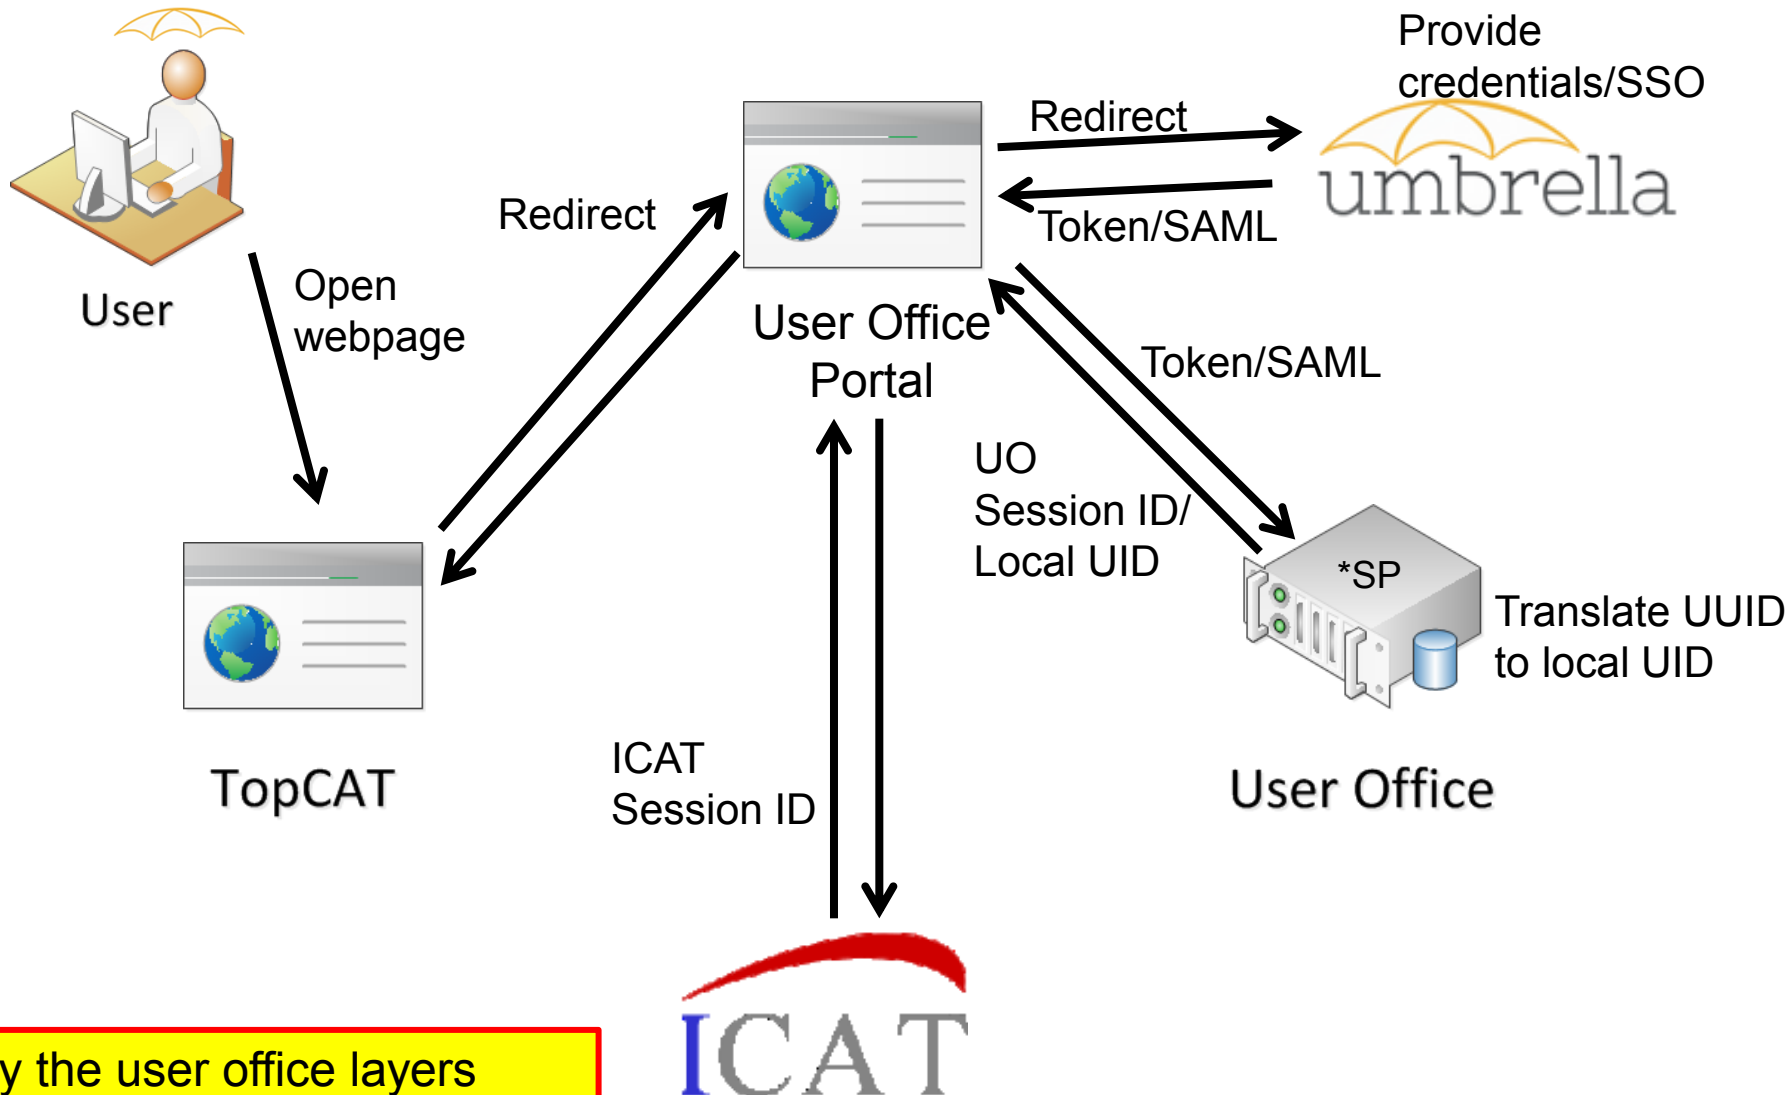 Provide
credentials/SSO
Redirect
umbrella
Token/SAML
Redirect
User
Open
webpage
User Office
Portal
Token/SAML
UO
Session ID/
Local UID
*SP
Translate UUID
to local UID
TopCAT
ICAT
Session ID
User Office
ICAT
y the user office layers